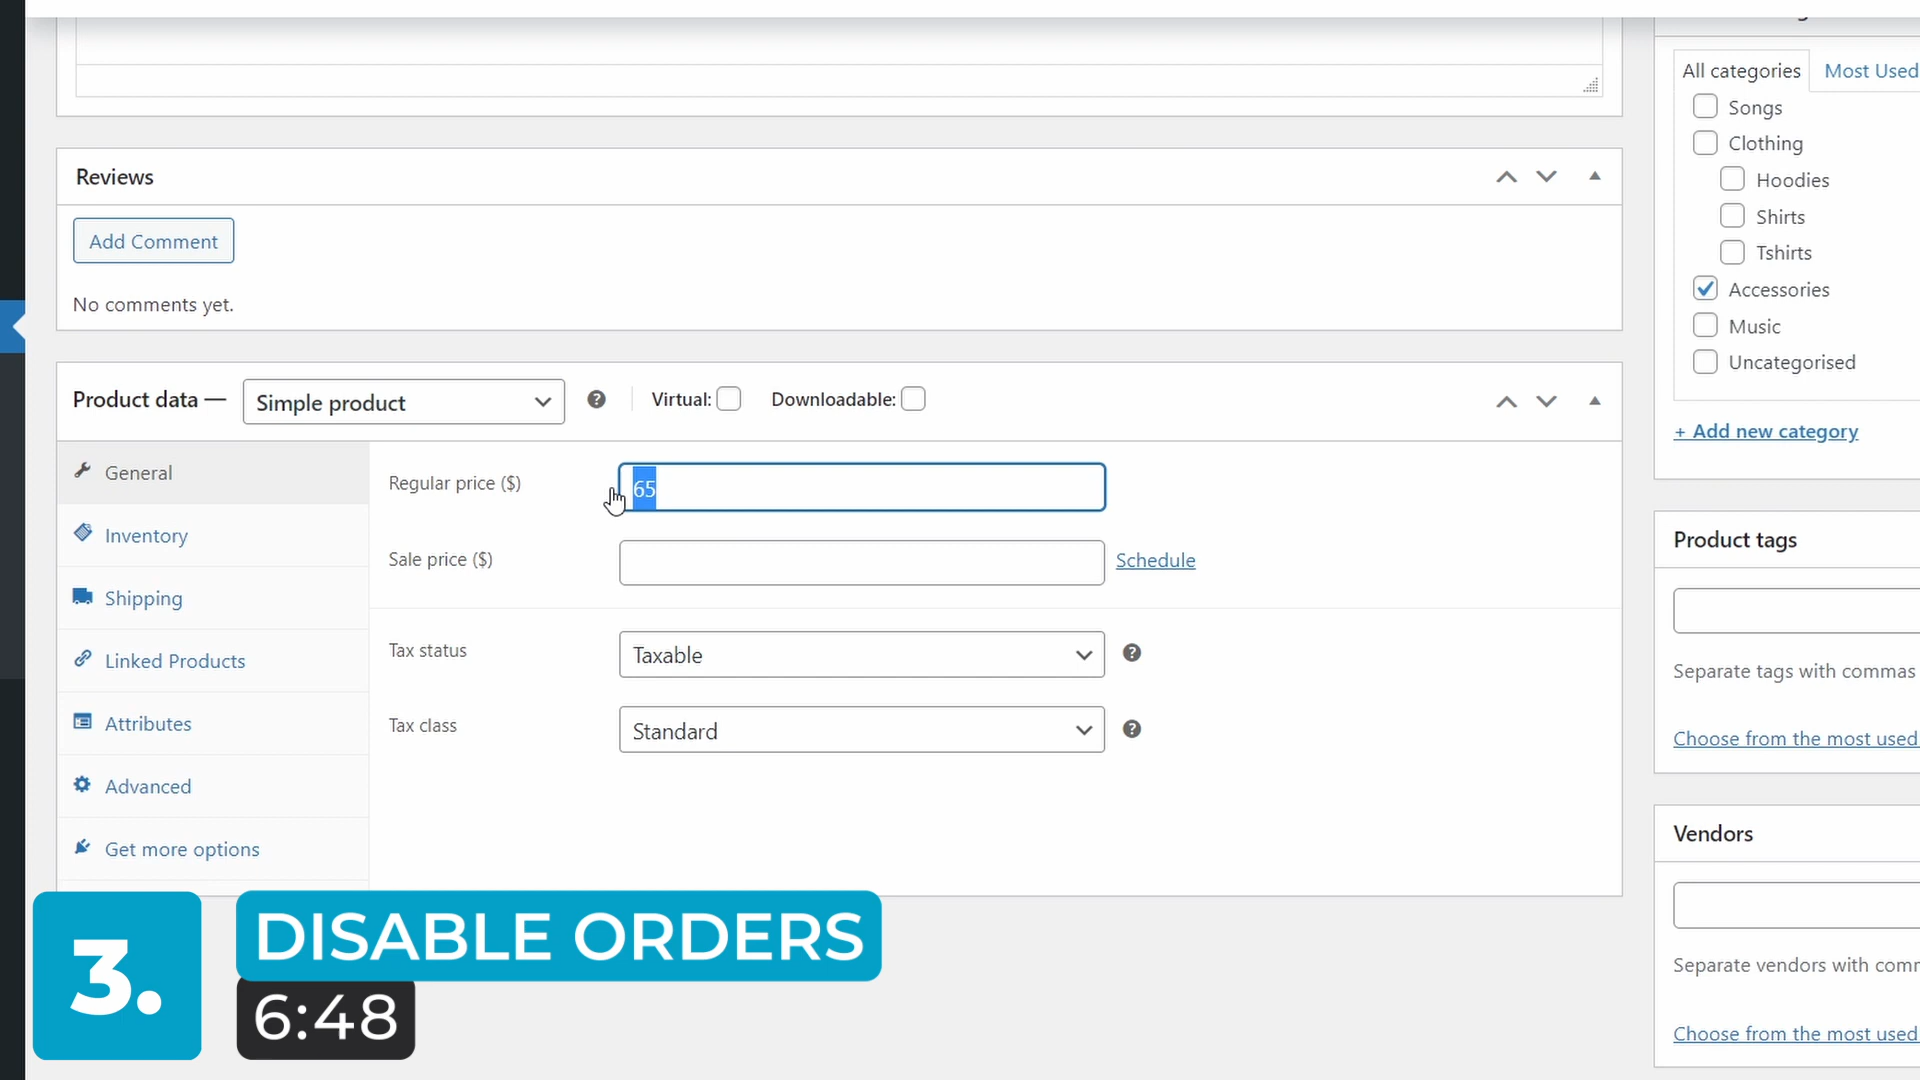 All categories
Most Used
Songs
Clothing
Hoodies
Shirts
Tshirts
Accessories
Music
Uncategorised
+ Add new category
Reviews
Add Comment
No comments yet.
Product data —
Simple product
Virtual:
Downloadable:
General
Inventory
Shipping
Linked Products
Attributes
Advanced
Get more options
Regular price ($)
65
Sale price ($)
Schedule
Tax status
Taxable
Tax class
Standard
Product tags
Separate tags with commas
Choose from the most used
Vendors
Separate vendors with
Choose from the most used
3.
DISABLE ORDERS
6:48